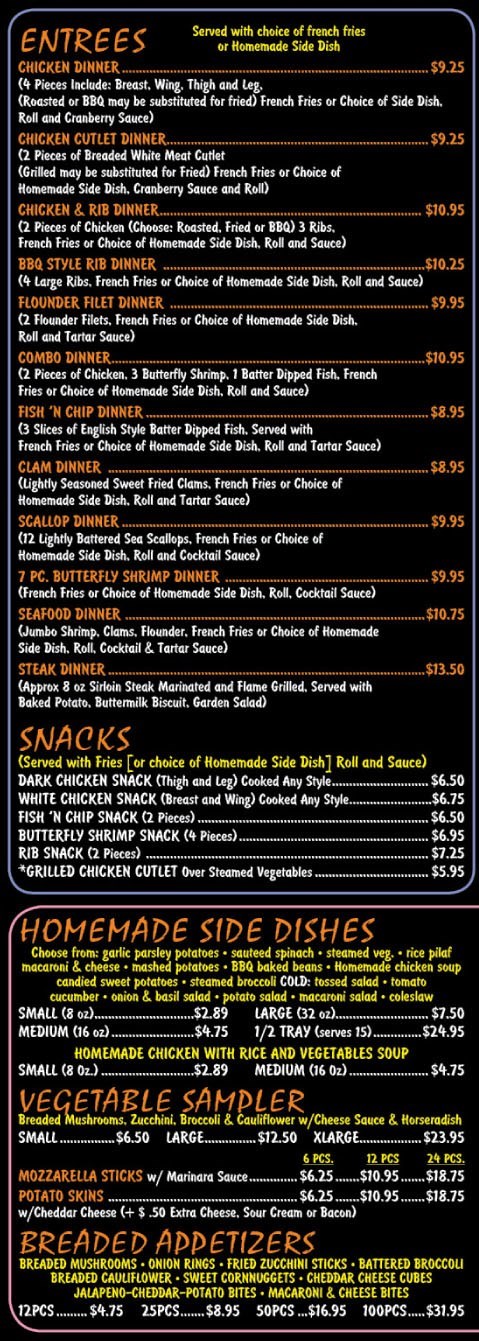 ENTREES
Served with choice of french fries
or Homemade Side Dish
CHICKEN DINNER $9.25
(4 Pieces Include: Breast, Wing, Thigh and Leg,
(Roasted or BBQ may be substituted for fried) French Fries or Choice of Side Dish,
Roll and Cranberry Sauce)
CHICKEN CUTLET DINNER $9.25
(2 Pieces of Breaded White Meat Cutlet
(Grilled may be substituted for Fried) French Fries or Choice of
Homemade Side Dish, Cranberry Sauce and Roll)
CHICKEN & RIB DINNER $10.95
(2 Pieces of Chicken (Choose: Roasted, Fried or BBQ) 3 Ribs,
French Fries or Choice of Homemade Side Dish, Roll and Sauce)
BBQ STYLE RIB DINNER $10.25
(4 Large Ribs, French Fries or Choice of Homemade Side Dish, Roll and Sauce)
FLOUNDER FILET DINNER $9.95
(2 Flounder Filets, French Fries or Choice of Homemade Side Dish,
Roll and Tartar Sauce)
COMBO DINNER $10.95
(2 Pieces of Chicken, 3 Butterfly Shrimp, 1 Batter Dipped Fish, French
Fries or Choice of Homemade Side Dish, Roll and Sauce)
FISH 'N CHIP DINNER $8.95
(3 Slices of English Style Batter Dipped Fish, Served with
French Fries or Choice of Homemade Side Dish, Roll and Tartar Sauce)
CLAM DINNER $8.95
(Lightly Seasoned Sweet Fried Clams, French Fries or Choice of
Homemade Side Dish, Roll and Tartar Sauce)
SCALLOP DINNER $9.95
(12 Lightly Battered Sea Scallops, French Fries or Choice of
Homemade Side Dish, Roll and Cocktail Sauce)
7 PC. BUTTERFLY SHRIMP DINNER $9.95
(French Fries or Choice of Homemade Side Dish, Roll, Cocktail Sauce)
SEAFOOD DINNER $10.75
(Jumbo Shrimp, Clams, Flounder, French Fries or Choice of Homemade
Side Dish, Roll, Cocktail & Tartar Sauce)
STEAK DINNER $13.50
(Approx 8 oz Sirloin Steak Marinated and Flame Grilled, Served with
Baked Potato, Buttermilk Biscuit, Garden Salad)
SNACKS
(Served with Fries [or choice of Homemade Side Dish] Roll and Sauce)
DARK CHICKEN SNACK (Thigh and Leg) Cooked Any Style $6.50
WHITE CHICKEN SNACK (Breast and Wing) Cooked Any Style $6.75
FISH 'N CHIP SNACK (2 Pieces) $6.50
BUTTERFLY SHRIMP SNACK (4 Pieces) $6.95
RIB SNACK (2 Pieces) $7.25
*GRILLED CHICKEN CUTLET Over Steamed Vegetables $5.95
HOMEMADE SIDE DISHES
Choose from: garlic parsley potatoes • sauteed spinach • steamed veg. • rice pilaf
macaroni & cheese • mashed potatoes • BBQ baked beans • Homemade chicken soup
candied sweet potatoes • steamed broccoli COLD: tossed salad • tomato
cucumber • onion & basil salad • potato salad • macaroni salad • coleslaw
SMALL (8 oz) $2.89 LARGE (32 oz) $7.50
MEDIUM (16 oz) $4.75 1/2 TRAY (serves 15) $24.95
HOMEMADE CHICKEN WITH RICE AND VEGETABLES SOUP
SMALL (8 Oz.) $2.89 MEDIUM (16 Oz) $4.75
VEGETABLE SAMPLER
Breaded Mushrooms, Zucchini, Broccoli & Cauliflower w/Cheese Sauce & Horseradish
SMALL $6.50 LARGE $12.50 XLARGE $23.95
6 PCS. 12 PCS 24 PCS.
MOZZARELLA STICKS w/ Marinara Sauce $6.25 $10.95 $18.75
POTATO SKINS $6.25 $10.95 $18.75
w/Cheddar Cheese (+ $ .50 Extra Cheese, Sour Cream or Bacon)
BREADED APPETIZERS
BREADED MUSHROOMS • ONION RINGS • FRIED ZUCCHINI STICKS • BATTERED BROCCOLI
BREADED CAULIFLOWER • SWEET CORNNUGGETS • CHEDDAR CHEESE CUBES
JALAPENO-CHEDDAR-POTATO BITES • MACARONI & CHEESE BITES
12PCS $4.75 25PCS $8.95 50PCS $16.95 100PCS $31.95